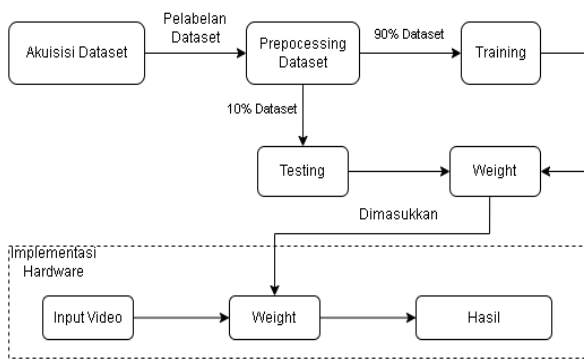 Pelabelan
Dataset
90% Dataset
Akuisisi Dataset
Prepocessing
Dataset
Training
10% Dataset
Testing
Weight
Dimasukkan
Implementasi
Hardware
Input Video
Weight
Hasil